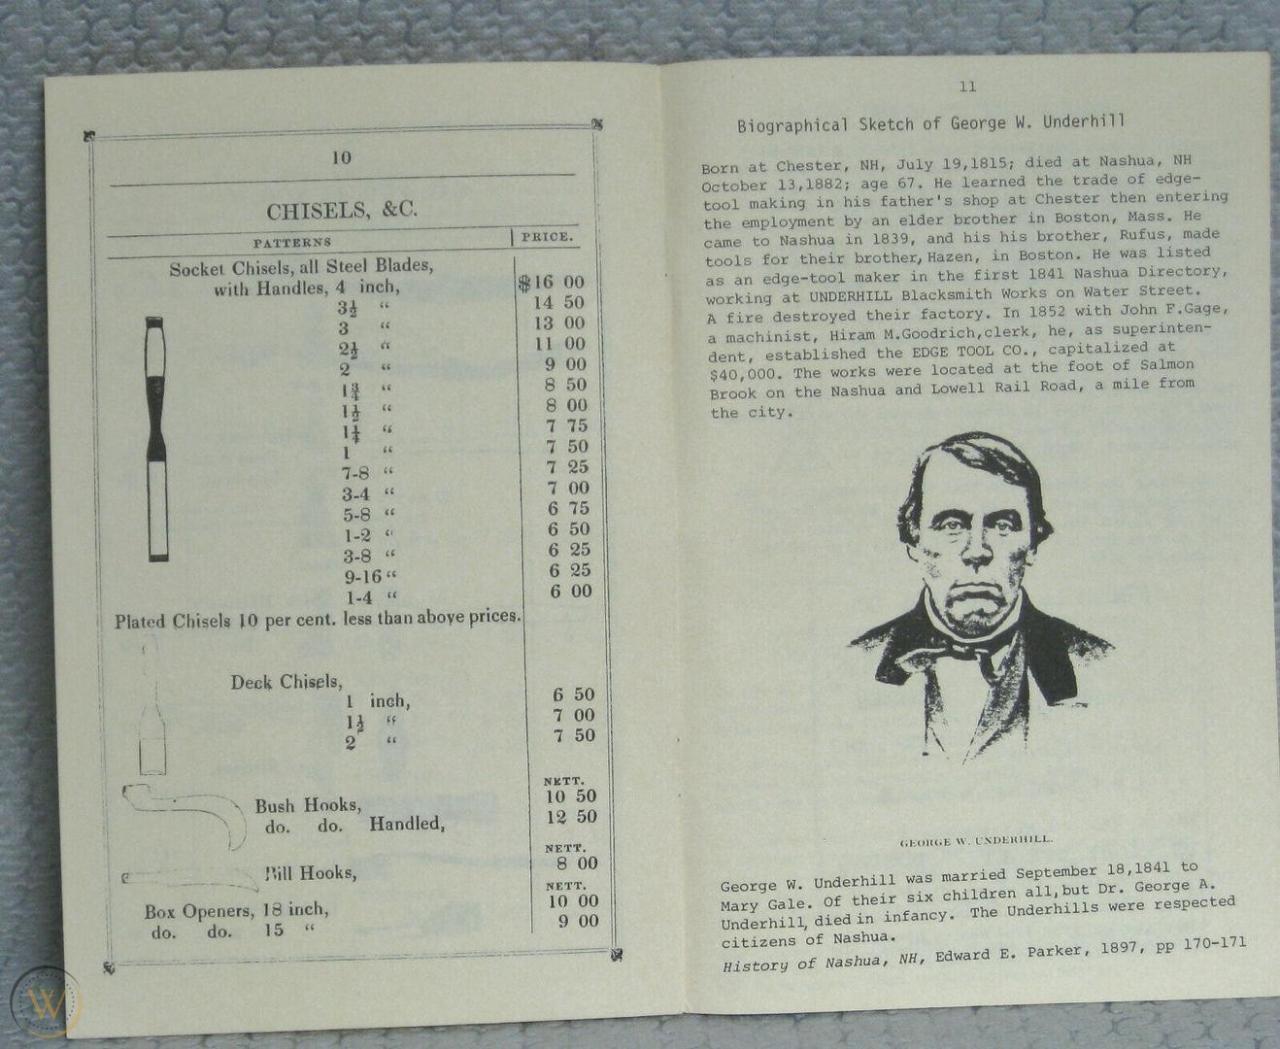 10
CHISELS, &C.
PATTERNS PRICE.
Socket Chisels, all Steel Blades,
with Handles, 4 inch, $16 00
3½ “ 14 50
3 “ 13 00
2½ “ 11 00
2 “ 9 00
1¾ “ 8 50
1½ “ 8 00
1¼ “ 7 75
1 “ 7 50
7-8 “ 7 25
3-4 “ 7 00
5-8 “ 6 75
1-2 “ 6 50
3-8 “ 6 25
9-16 “ 6 25
1-4 “ 6 00
Plated Chisels 10 per cent. less than above prices.
Deck Chisels,
1 inch, 6 50
1½ “ 7 00
2 “ 7 50
NETT.
Bush Hooks, 10 50
do. do. Handled, 12 50
NETT.
Bill Hooks, 8 00
NETT.
Box Openers, 18 inch, 10 00
do. do. 15 “ 9 00
11
Biographical Sketch of George W. Underhill
Born at Chester, NH, July 19,1815; died at Nashua, NH
October 13,1882; age 67. He learned the trade of edge-
tool making in his father's shop at Chester then entering
the employment by an elder brother in Boston, Mass. He
came to Nashua in 1839, and his his brother, Rufus, made
tools for their brother, Hazen, in Boston. He was listed
as an edge-tool maker in the first 1841 Nashua Directory,
working at UNDERHILL Blacksmith Works on Water Street.
A fire destroyed their factory. In 1852 with John F.Gage,
a machinist, Hiram M.Goodrich,clerk, he, as superinten-
dent, established the EDGE TOOL CO., capitalized at
$40,000. The works were located at the foot of Salmon
Brook on the Nashua and Lowell Rail Road, a mile from
the city.
GEORGE W. UNDERHILL.
George W. Underhill was married September 18,1841 to
Mary Gale. Of their six children all,but Dr. George A.
Underhill, died in infancy. The Underhills were respected
citizens of Nashua.
History of Nashua, NH, Edward E. Parker, 1897, pp 170-171
W